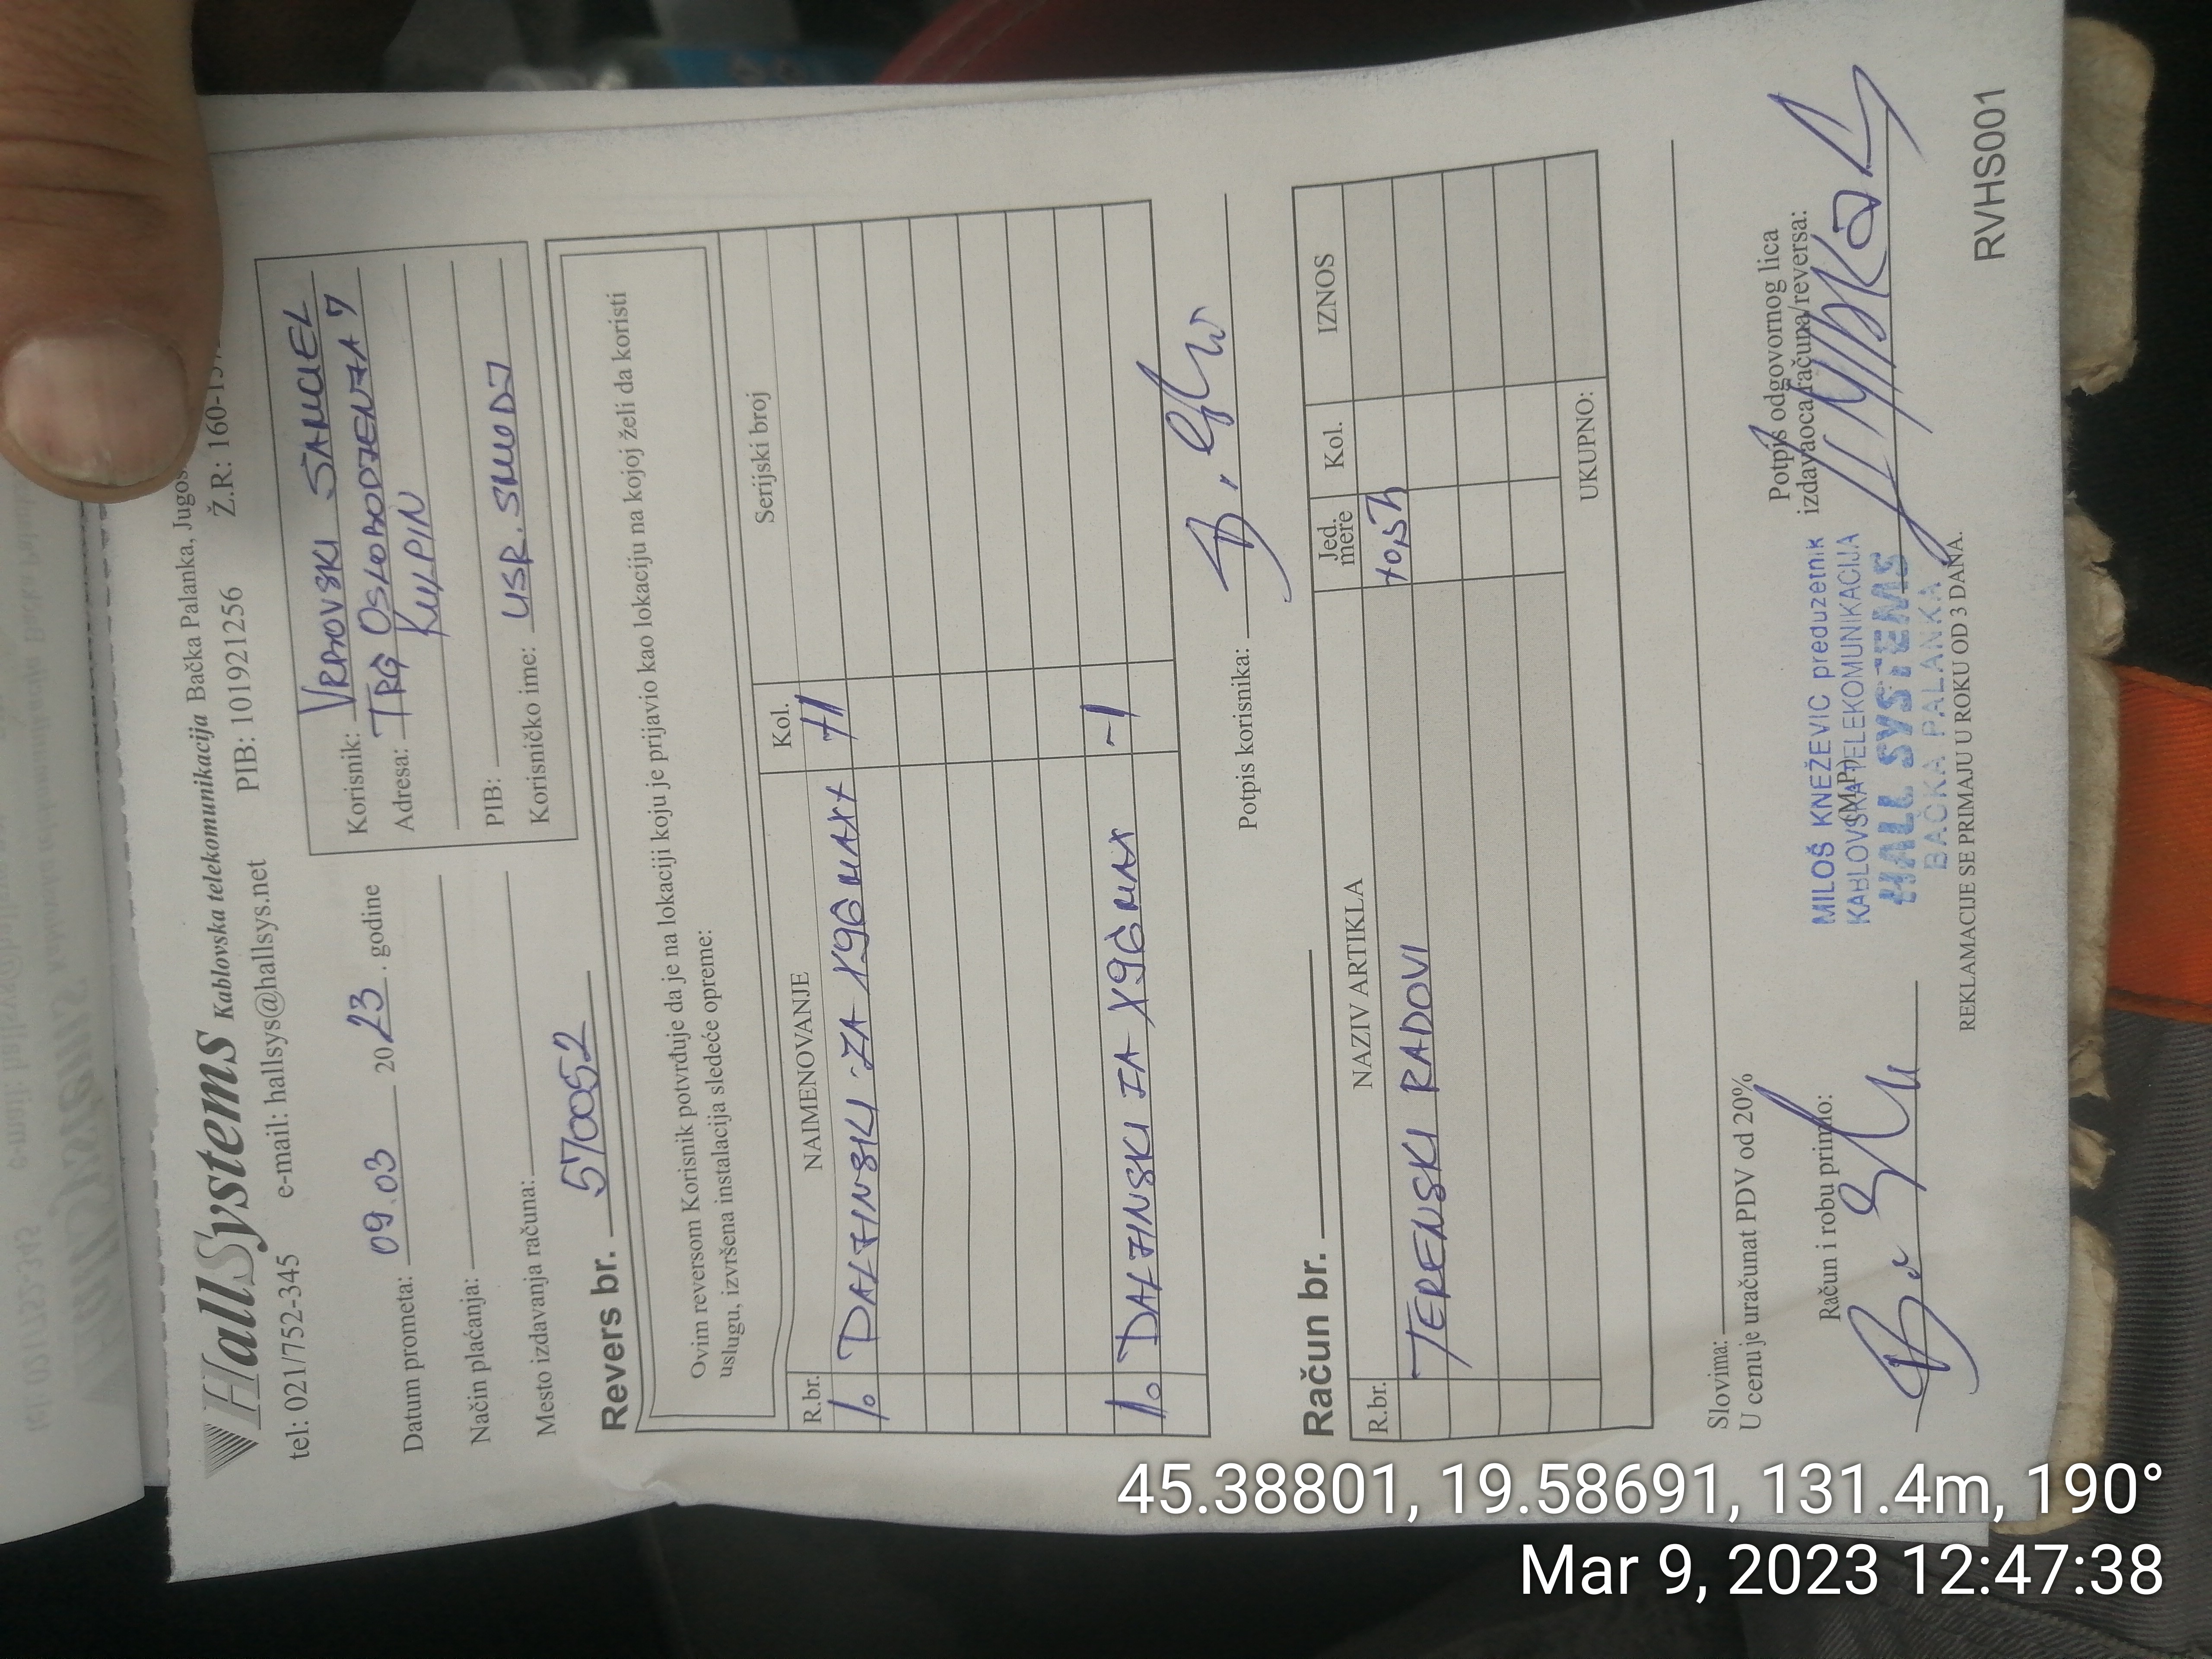 HallSystems Kablovska telekomunikacija Bačka Palanka, Jugos
tel: 021/752-345 e-mail: hallsys@hallsys.net PIB: 101921256 Ž.R: 160-15
Datum prometa: 09.03 2023. godine
Način plaćanja:
Mesto izdavanja računa:
Korisnik: VRBOVSKI SAMUEL
Adresa: TRG OSLOBODJENJA 7
KULPIN
PIB:
Korisničko ime: USR.SMODJ
Revers br. 570052
Ovim reversom Korisnik potvrđuje da je na lokaciji koju je prijavio kao lokaciju na kojoj želi da koristi
uslugu, izvršena instalacija sledeće opreme:
R.br. NAIMENOVANJE Kol. Serijski broj
1. DALJINSKI ZA X96 MAX+ +1
1. DALJINSKI ZA X96 MAX -1
Potpis korisnika:
Račun br.
R.br. NAZIV ARTIKLA Jed. mere Kol. IZNOS
TERENSKI RADOVI +0,5h
UKUPNO:
Slovima:
U cenu je uračunat PDV od 20%
Račun i robu primio:
(M.P.)
Potpis odgovornog lica
izdavaoca računa/reversa:
MILOŠ KNEŽEVIĆ preduzetnik
KABLOVSKA TELEKOMUNIKACIJA
HALL SYSTEMS
BAČKA PALANKA
REKLAMACIJE SE PRIMAJU U ROKU OD 3 DANA.
RVHS001
45.38801, 19.58691, 131.4m, 190°
Mar 9, 2023 12:47:38